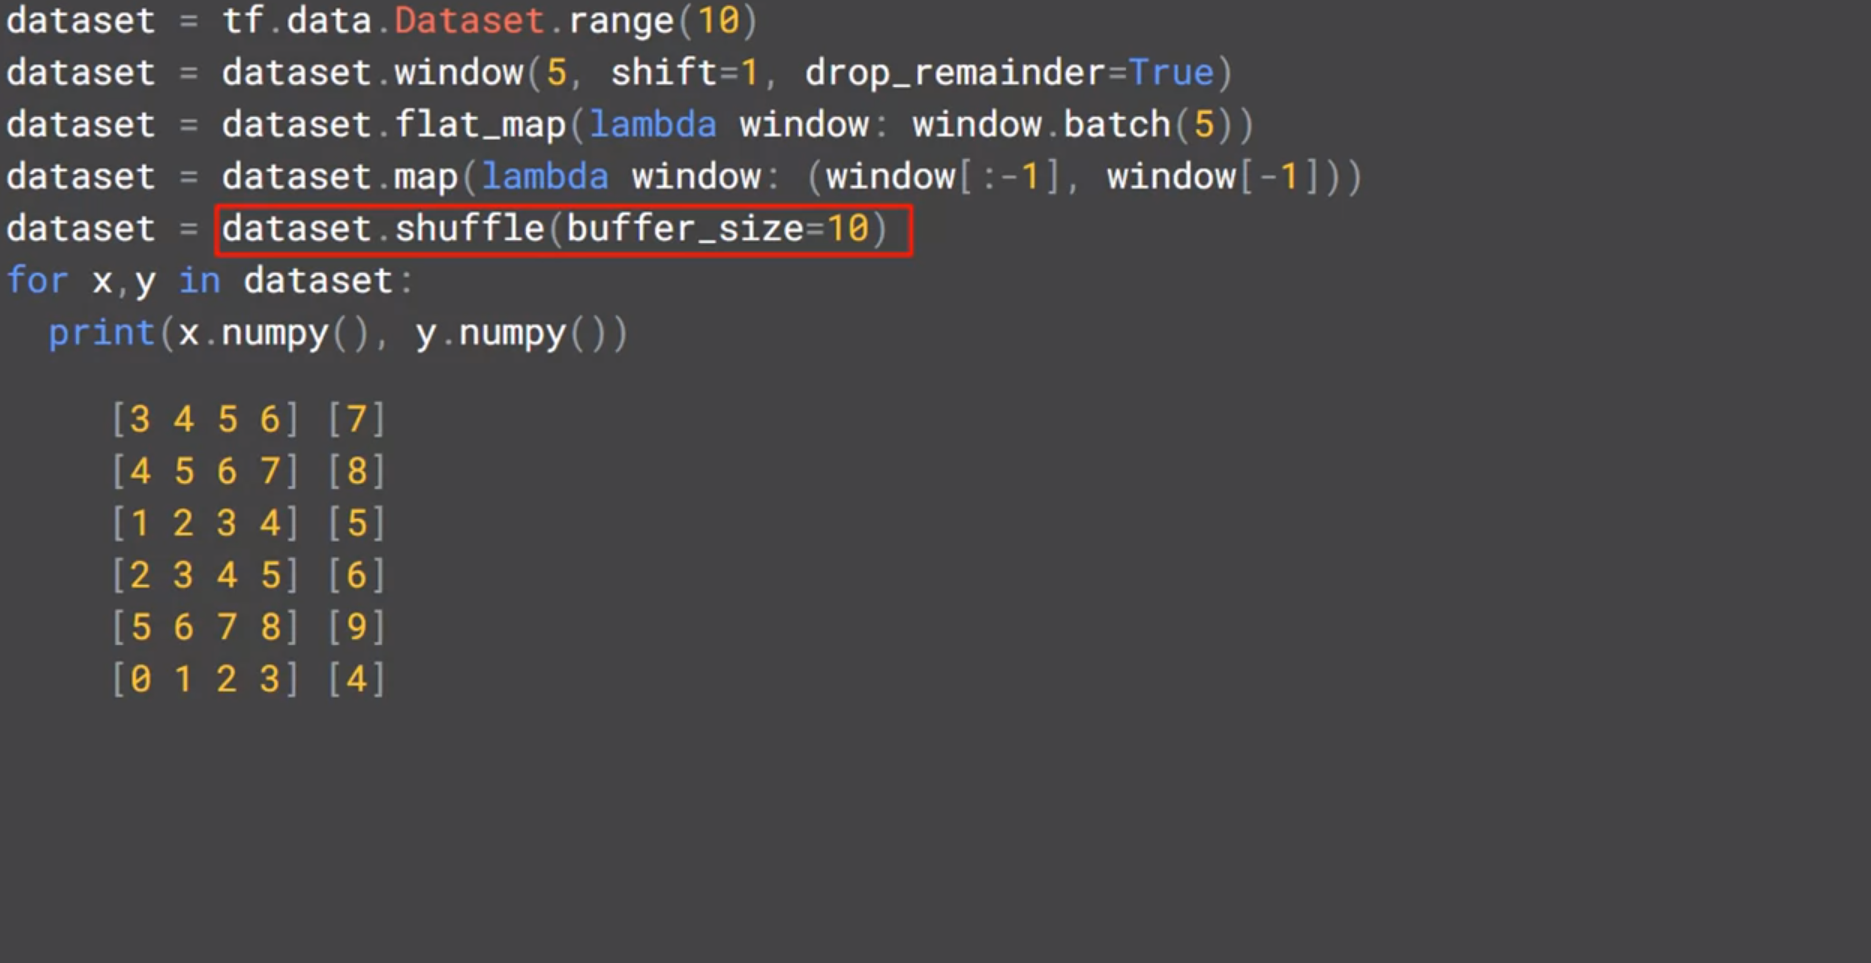 dataset = tf.data.Dataset.range(10)
dataset = dataset.window(5, shift=1, drop_remainder=True)
dataset = dataset.flat_map(lambda window: window.batch(5))
dataset = dataset.map(lambda window: (window[:-1], window[-1]))
dataset = dataset.shuffle(buffer_size=10)
for x,y in dataset:
  print(x.numpy(), y.numpy())
[3 4 5 6] [7]
[4 5 6 7] [8]
[1 2 3 4] [5]
[2 3 4 5] [6]
[5 6 7 8] [9]
[0 1 2 3] [4]